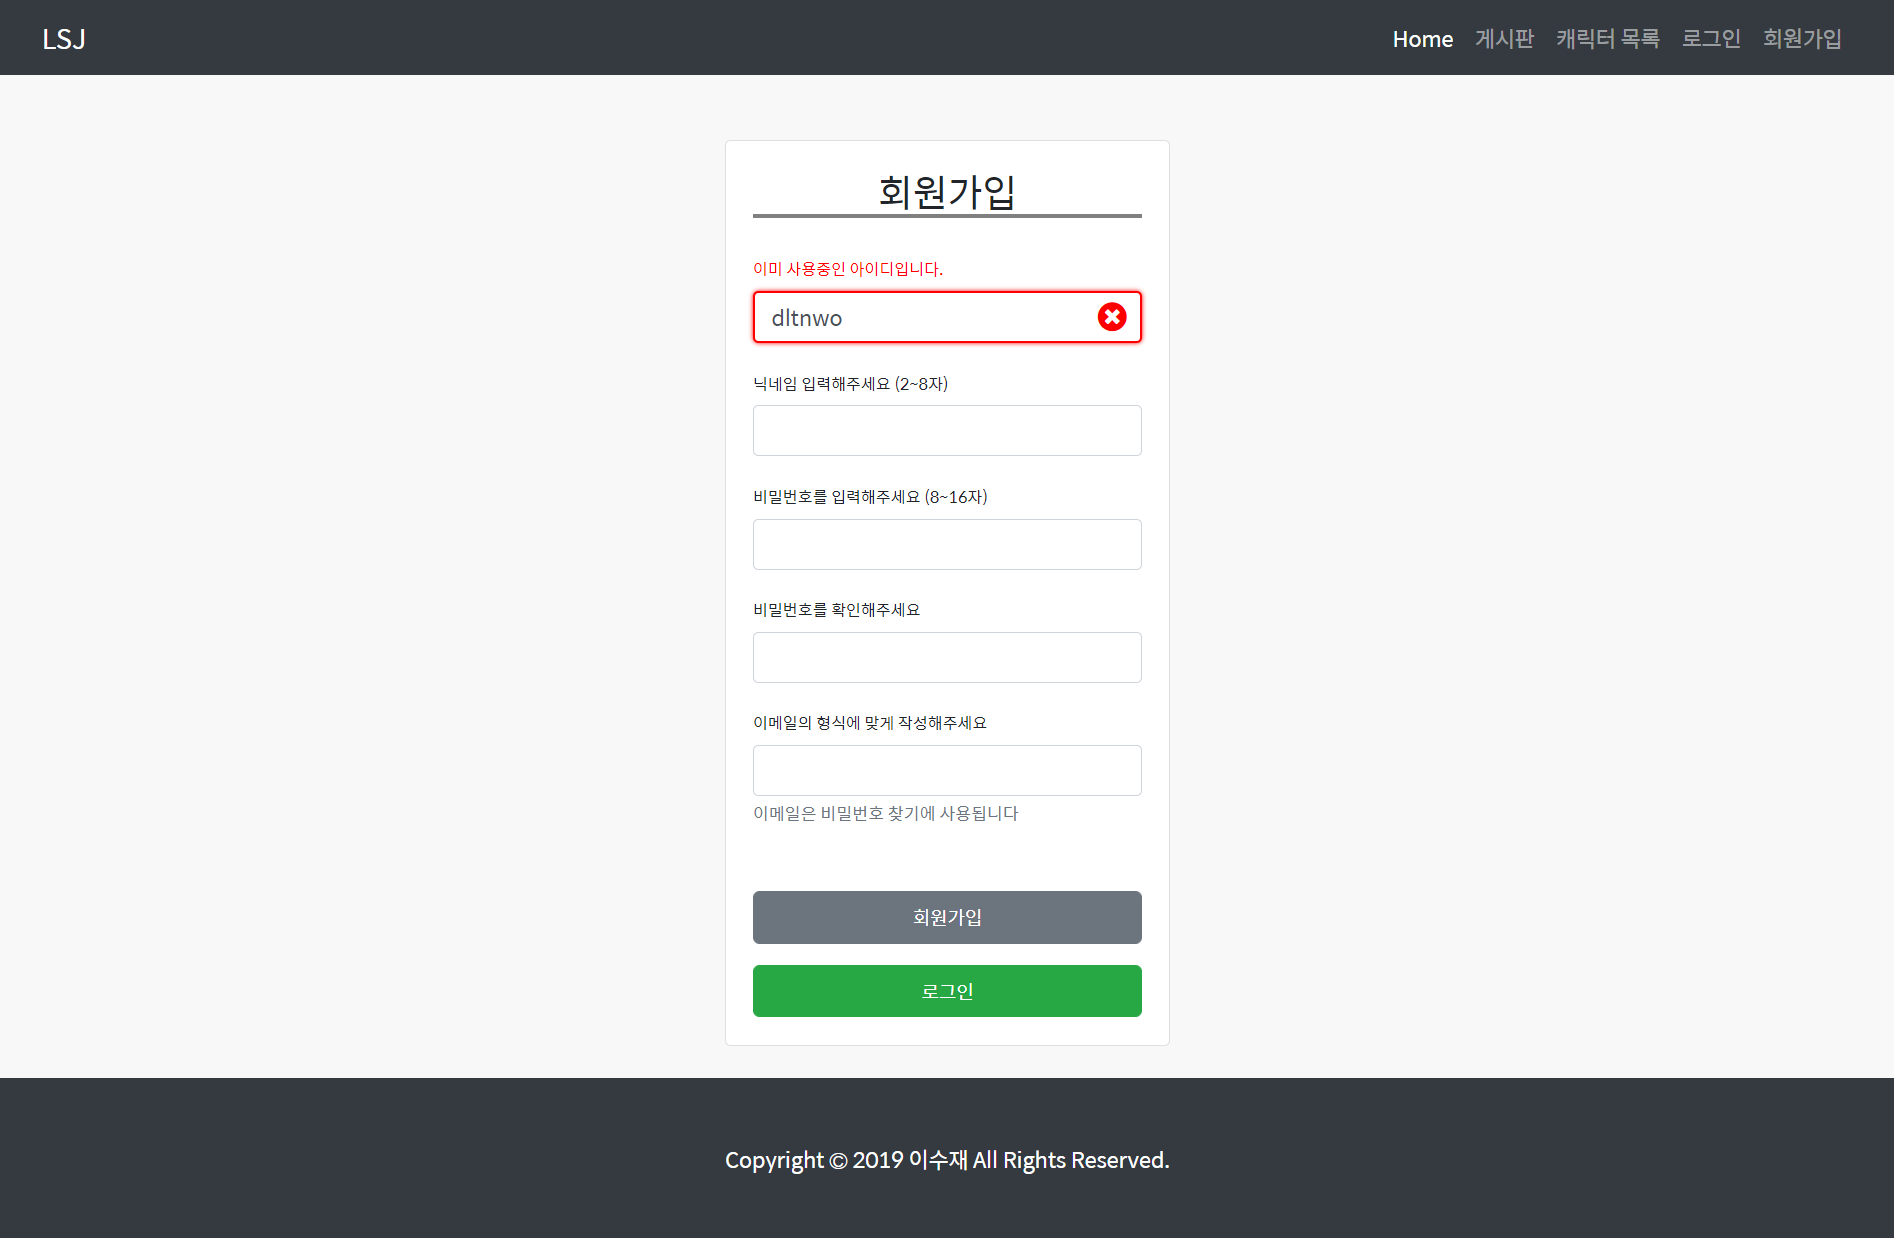 LSJ
Home 게시판 캐릭터 목록 로그인 회원가입
회원가입
이미 사용중인 아이디입니다.
dltnwo
닉네임 입력해주세요 (2~8자)
비밀번호를 입력해주세요 (8~16자)
비밀번호를 확인해주세요
이메일의 형식에 맞게 작성해주세요
이메일은 비밀번호 찾기에 사용됩니다
회원가입
로그인
Copyright © 2019 이수재 All Rights Reserved.